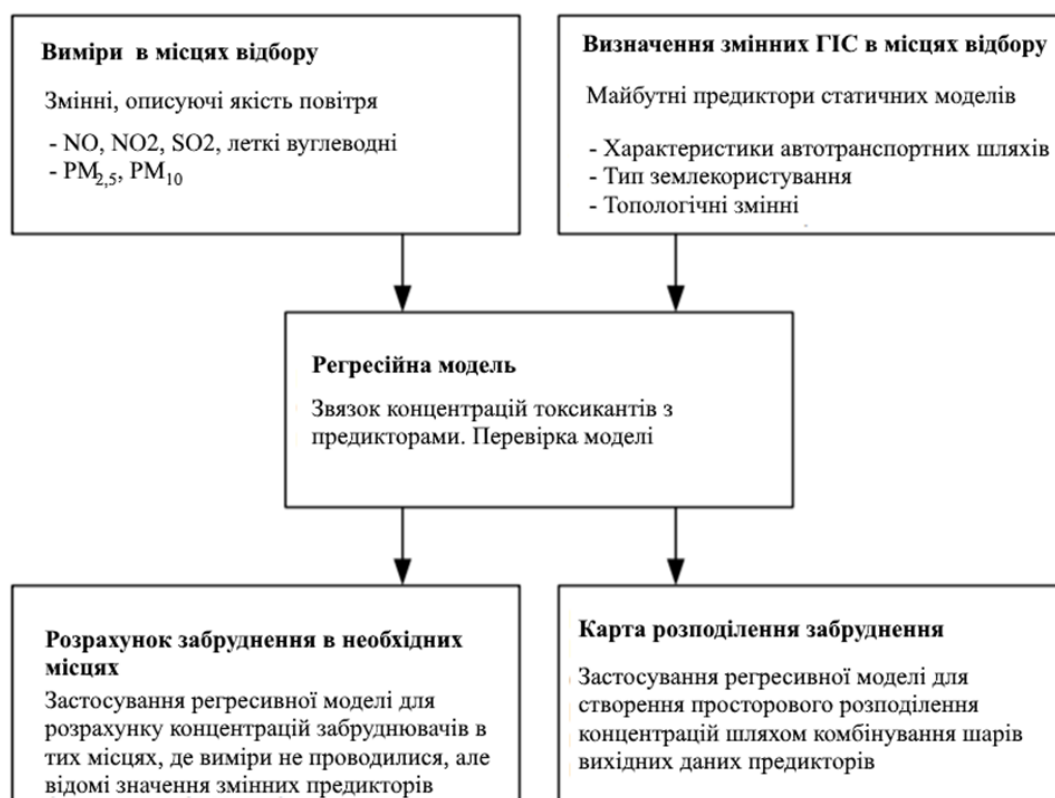 Виміри в місцях відбору
Змінні, описуючі якість повітря
- NO, NO2, SO2, леткі вуглеводні
- PM2,5, PM10
Визначення змінних ГІС в місцях відбору
Майбутні предиктори статичних моделей
- Характеристики автотранспортних шляхів
- Тип землекористування
- Топологічні змінні
Регресійна модель
Звязок концентрацій токсикантів з
предикторами. Перевірка моделі
Розрахунок забруднення в необхідних
місцях
Застосування регресивної моделі для
розрахунку концентрацій забруднювачів в
тих місцях, де виміри не проводилися, але
відомі значення змінних предикторів
Карта розподілення забруднення
Застосування регресивної моделі для
створення просторового розподілення
концентрацій шляхом комбінування шарів
вихідних даних предикторів